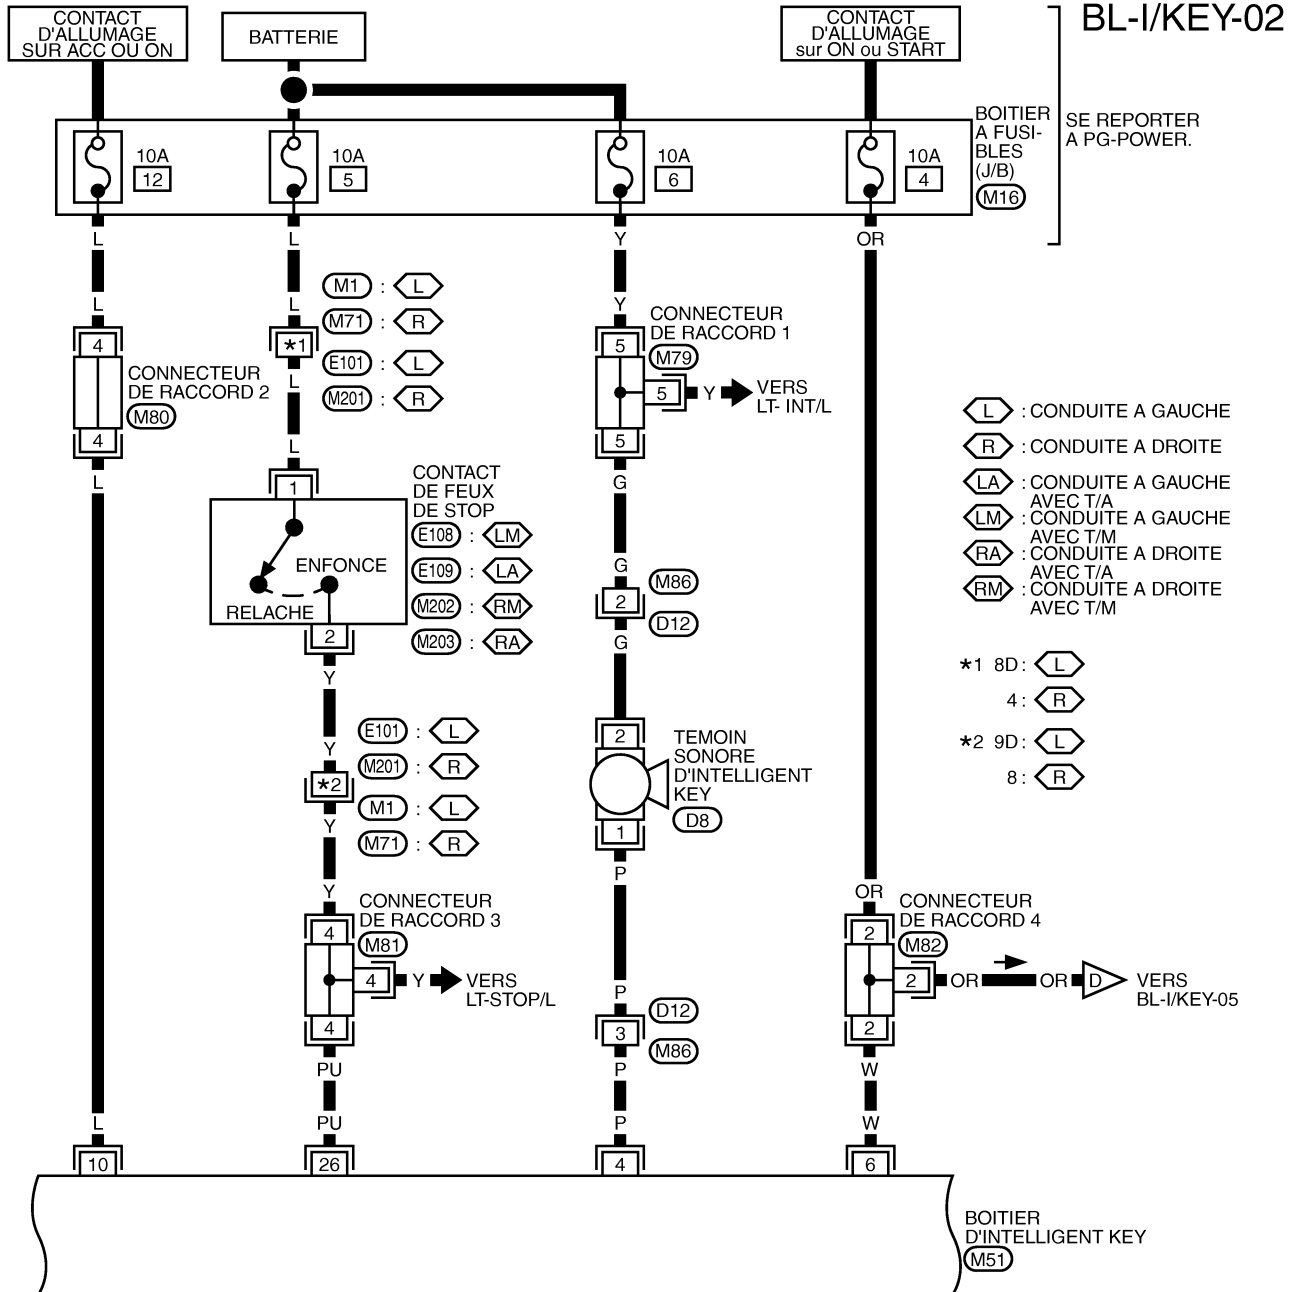 BL-I/KEY-02
CONTACT
D'ALLUMAGE
SUR ACC OU ON
BATTERIE
CONTACT
D'ALLUMAGE
sur ON ou START
10A
12
10A
5
10A
6
10A
4
BOITIER
A FUSI-
BLES
(J/B)
M16
SE REPORTER
A PG-POWER.
L
L
Y
OR
L
L
Y
M1 : L
M71 : R
E101 : L
M201 : R
4
CONNECTEUR
DE RACCORD 2
M80
4
L
*1
L
L
5
CONNECTEUR
DE RACCORD 1
M79
5
Y
VERS
LT- INT/L
5
G
L : CONDUITE A GAUCHE
R : CONDUITE A DROITE
LA : CONDUITE A GAUCHE
AVEC T/A
LM : CONDUITE A GAUCHE
AVEC T/M
RA : CONDUITE A DROITE
AVEC T/A
RM : CONDUITE A DROITE
AVEC T/M
*1 8D: L
4: R
*2 9D: L
8: R
1
CONTACT
DE FEUX
DE STOP
E108 : LM
E109 : LA
M202 : RM
M203 : RA
ENFONCE
RELACHE
2
Y
Y
G
M86
2
D12
G
E101 : L
M201 : R
*2
M1 : L
M71 : R
Y
Y
2
TEMOIN
SONORE
D'INTELLIGENT
KEY
D8
1
P
P
4
CONNECTEUR
DE RACCORD 3
M81
4
Y
VERS
LT-STOP/L
4
PU
PU
D12
3
M86
P
P
OR
CONNECTEUR
DE RACCORD 4
M82
2
2
OR
OR
D
VERS
BL-I/KEY-05
2
W
W
L
10
26
4
6
BOITIER
D'INTELLIGENT KEY
M51